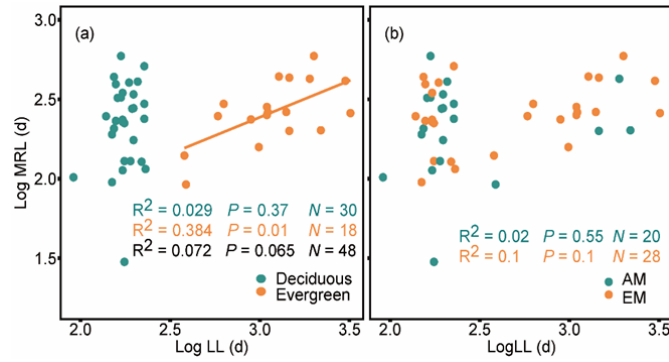 (a)
(b)
Log MRL (d)
3.0
2.5
2.0
1.5
R² = 0.029 P = 0.37 N = 30
R² = 0.384 P = 0.01 N = 18
R² = 0.072 P = 0.065 N = 48
Deciduous
Evergreen
R² = 0.02 P = 0.55 N = 20
R² = 0.1 P = 0.1 N = 28
AM
EM
2.0 2.5 3.0 3.5
2.0 2.5 3.0 3.5
Log LL (d)
LogLL (d)